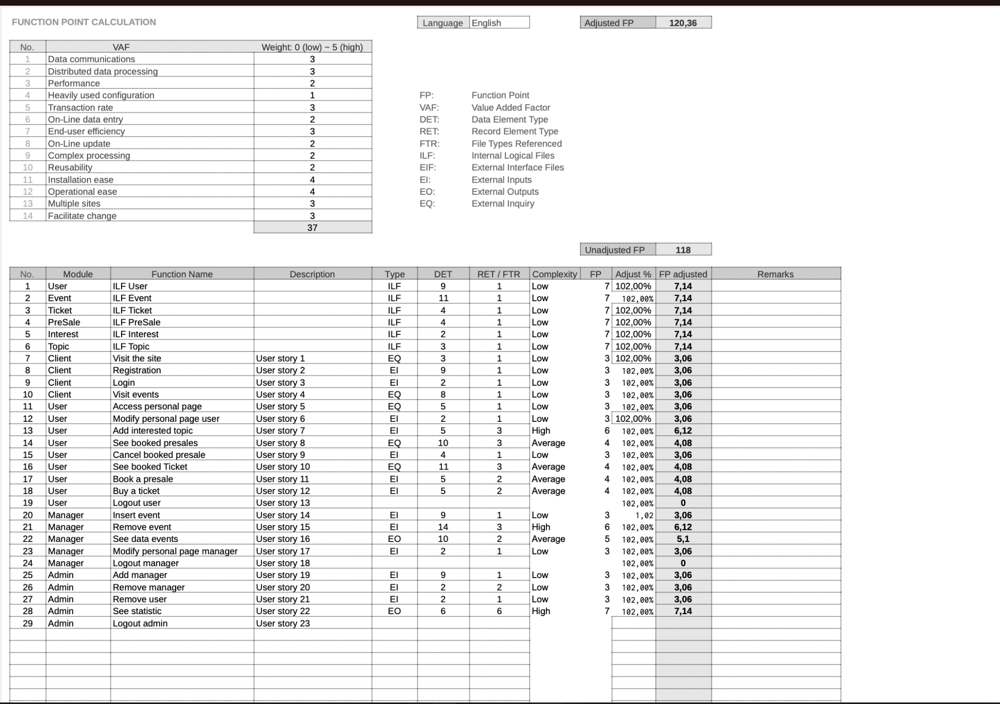 FUNCTION POINT CALCULATION Language English Adjusted FP 120,36
No. VAF Weight: 0 (low) ~ 5 (high)
1 Data communications 3
2 Distributed data processing 3
3 Performance 2
4 Heavily used configuration 1 FP: Function Point
5 Transaction rate 3 VAF: Value Added Factor
6 On-Line data entry 2 DET: Data Element Type
7 End-user efficiency 3 RET: Record Element Type
8 On-Line update 2 FTR: File Types Referenced
9 Complex processing 2 ILF: Internal Logical Files
10 Reusability 2 EIF: External Interface Files
11 Installation ease 4 EI: External Inputs
12 Operational ease 4 EO: External Outputs
13 Multiple sites 3 EQ: External Inquiry
14 Facilitate change 3
37
Unadjusted FP 118
No. Module Function Name Description Type DET RET / FTR Complexity FP Adjust % FP adjusted Remarks
1 User ILF User ILF 9 1 Low 7 102,00% 7,14
2 Event ILF Event ILF 11 1 Low 7 102,00% 7,14
3 Ticket ILF Ticket ILF 4 1 Low 7 102,00% 7,14
4 PreSale ILF PreSale ILF 4 1 Low 7 102,00% 7,14
5 Interest ILF Interest ILF 2 1 Low 7 102,00% 7,14
6 Topic ILF Topic ILF 3 1 Low 7 102,00% 7,14
7 Client Visit the site User story 1 EQ 3 1 Low 3 102,00% 3,06
8 Client Registration User story 2 EI 9 1 Low 3 102,00% 3,06
9 Client Login User story 3 EI 2 1 Low 3 102,00% 3,06
10 Client Visit events User story 4 EQ 8 1 Low 3 102,00% 3,06
11 User Access personal page User story 5 EQ 5 1 Low 3 102,00% 3,06
12 User Modify personal page user User story 6 EI 2 1 Low 3 102,00% 3,06
13 User Add interested topic User story 7 EI 5 3 High 6 102,00% 6,12
14 User See booked presales User story 8 EQ 10 3 Average 4 102,00% 4,08
15 User Cancel booked presale User story 9 EI 4 1 Low 3 102,00% 3,06
16 User See booked Ticket User story 10 EQ 11 3 Average 4 102,00% 4,08
17 User Book a presale User story 11 EI 5 2 Average 4 102,00% 4,08
18 User Buy a ticket User story 12 EI 5 2 Average 4 102,00% 4,08
19 User Logout user User story 13 102,00% 0
20 Manager Insert event User story 14 EI 9 1 Low 3 1,02 3,06
21 Manager Remove event User story 15 EI 14 3 High 6 102,00% 6,12
22 Manager See data events User story 16 EO 10 2 Average 5 102,00% 5,1
23 Manager Modify personal page manager User story 17 EI 2 1 Low 3 102,00% 3,06
24 Manager Logout manager User story 18 102,00% 0
25 Admin Add manager User story 19 EI 9 1 Low 3 102,00% 3,06
26 Admin Remove manager User story 20 EI 2 2 Low 3 102,00% 3,06
27 Admin Remove user User story 21 EI 2 1 Low 3 102,00% 3,06
28 Admin See statistic User story 22 EO 6 6 High 7 102,00% 7,14
29 Admin Logout admin User story 23